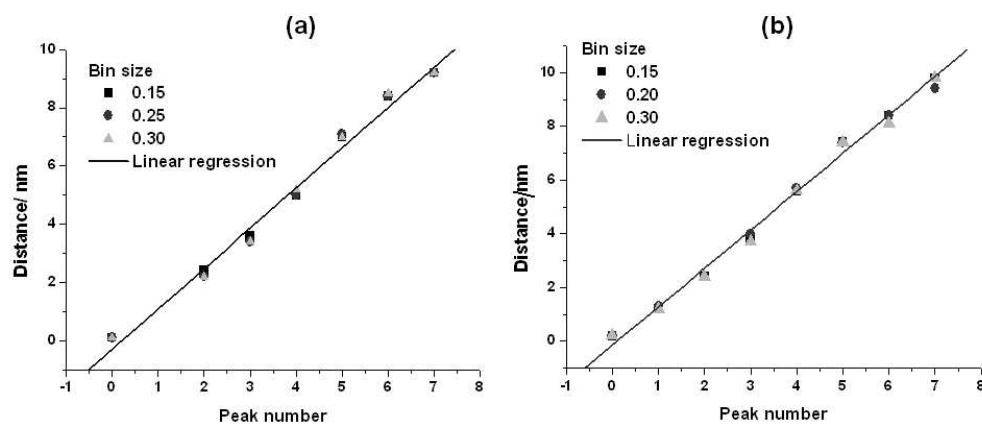 (a)
Bin size
0.15
0.25
0.30
Linear regression
Distance/ nm
10
8
6
4
2
0
-1 0 1 2 3 4 5 6 7 8
Peak number
(b)
Bin size
0.15
0.20
0.30
Linear regression
Distance/nm
10
8
6
4
2
0
-1 0 1 2 3 4 5 6 7 8
Peak number